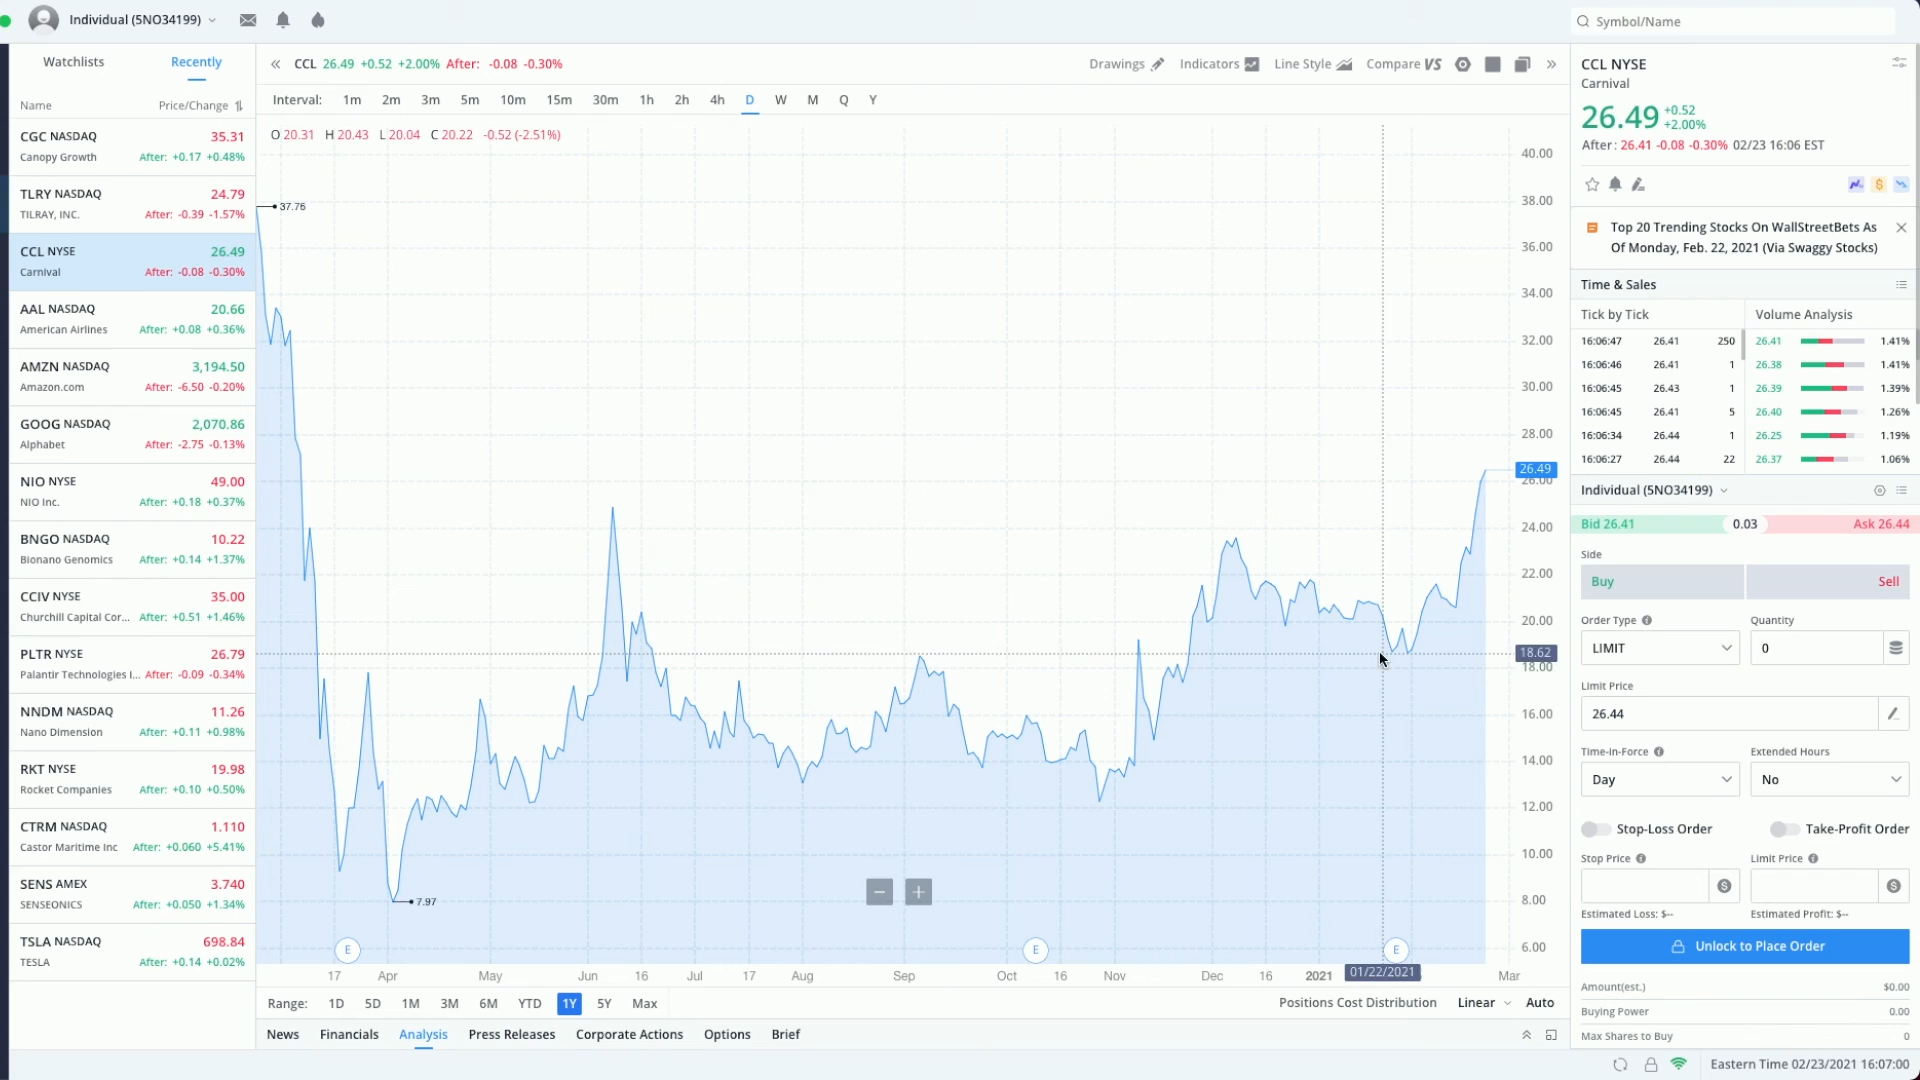 Individual (5NO34199)
Symbol/Name
Watchlists Recently
Name Price/Change
CGC NASDAQ 35.31
Canopy Growth After: +0.17 +0.48%
TLRY NASDAQ 24.79
TILRAY, INC. After: -0.39 -1.57%
CCL NYSE 26.49
Carnival After: -0.08 -0.30%
AAL NASDAQ 20.66
American Airlines After: +0.08 +0.36%
AMZN NASDAQ 3,194.50
Amazon.com After: -6.50 -0.20%
GOOG NASDAQ 2,070.86
Alphabet After: -2.75 -0.13%
NIO NYSE 49.00
NIO Inc. After: +0.18 +0.37%
BNGO NASDAQ 10.22
Bionano Genomics After: +0.14 +1.37%
CCIV NYSE 35.00
Churchill Capital Cor... After: +0.51 +1.46%
PLTR NYSE 26.79
Palantir Technologies I... After: -0.09 -0.34%
NNDM NASDAQ 11.26
Nano Dimension After: +0.11 +0.98%
RKT NYSE 19.98
Rocket Companies After: +0.10 +0.50%
CTRM NASDAQ 1.110
Castor Maritime Inc After: +0.060 +5.41%
SENS AMEX 3.740
SENSEONICS After: +0.050 +1.34%
TSLA NASDAQ 698.84
TESLA After: +0.14 +0.02%
CCL 26.49 +0.52 +2.00% After: -0.08 -0.30% Drawings Indicators Line Style Compare VS
Interval: 1m 2m 3m 5m 10m 15m 30m 1h 2h 4h D W M Q Y
O 20.31 H 20.43 L 20.04 C 20.22 -0.52 (-2.51%)
40.00
38.00
37.76
36.00
34.00
32.00
30.00
28.00
26.49
26.00
24.00
22.00
20.00
18.62
18.00
16.00
14.00
12.00
10.00
8.00
7.97
6.00
E E E
17 Apr May Jun 16 Jul 17 Aug Sep Oct 16 Nov Dec 16 2021 01/22/2021 Mar
Range: 1D 5D 1M 3M 6M YTD 1Y 5Y Max Positions Cost Distribution Linear Auto
News Financials Analysis Press Releases Corporate Actions Options Brief
CCL NYSE
Carnival
26.49 +0.52
+2.00%
After: 26.41 -0.08 -0.30% 02/23 16:06 EST
Top 20 Trending Stocks On WallStreetBets As
Of Monday, Feb. 22, 2021 (Via Swaggy Stocks)
Time & Sales
Tick by Tick Volume Analysis
16:06:47 26.41 250 26.41 1.41%
16:06:46 26.41 1 26.38 1.41%
16:06:45 26.43 1 26.39 1.39%
16:06:45 26.41 5 26.40 1.26%
16:06:34 26.44 1 26.25 1.19%
16:06:27 26.44 22 26.37 1.06%
Individual (5NO34199)
Bid 26.41 0.03 Ask 26.44
Side
Buy Sell
Order Type Quantity
LIMIT 0
Limit Price
26.44
Time-in-Force Extended Hours
Day No
Stop-Loss Order Take-Profit Order
Stop Price Limit Price
Estimated Loss: $-- Estimated Profit: $--
Unlock to Place Order
Amount(est.) $0.00
Buying Power 0.00
Max Shares to Buy 0
Eastern Time 02/23/2021 16:07:00